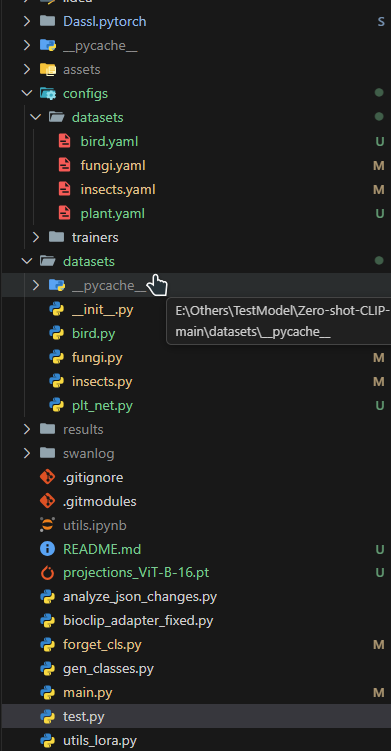 Dassl.pytorch S
__pycache__
assets
configs
datasets
bird.yaml U
fungi.yaml M
insects.yaml M
plant.yaml U
trainers
datasets
__pycache__
E:\Others\TestModel\Zero-shot-CLIP-
main\datasets\__pycache__
__init__.py
bird.py
fungi.py M
insects.py M
plt_net.py U
results
swanlog
.gitignore
.gitmodules
utils.ipynb
README.md U
projections_ViT-B-16.pt U
analyze_json_changes.py
bioclip_adapter_fixed.py
forget_cls.py M
gen_classes.py
main.py M
test.py
utils_lora.py